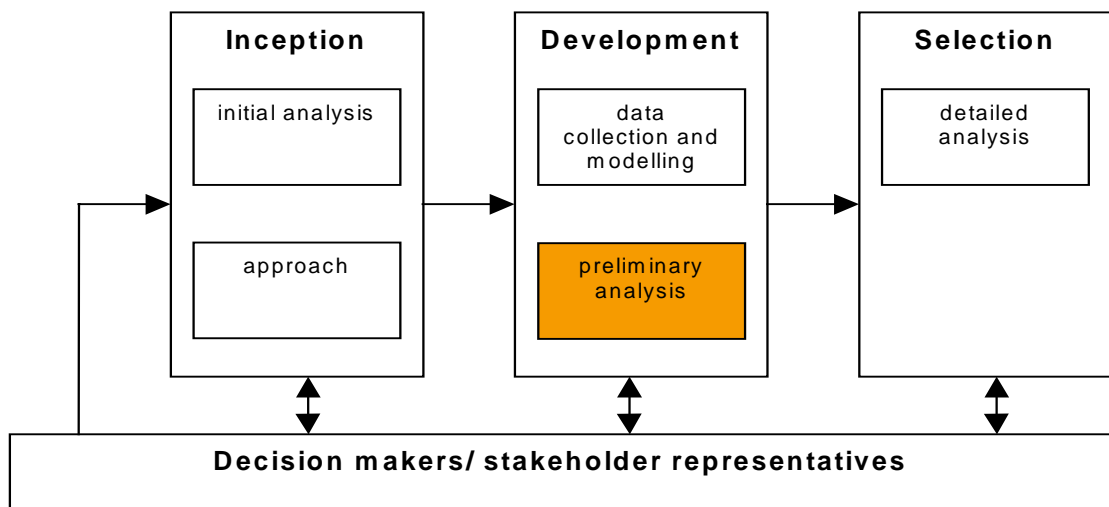 Inception
initial analysis
approach
Development
data
collection and
modelling
preliminary
analysis
Selection
detailed
analysis
Decision makers/ stakeholder representatives